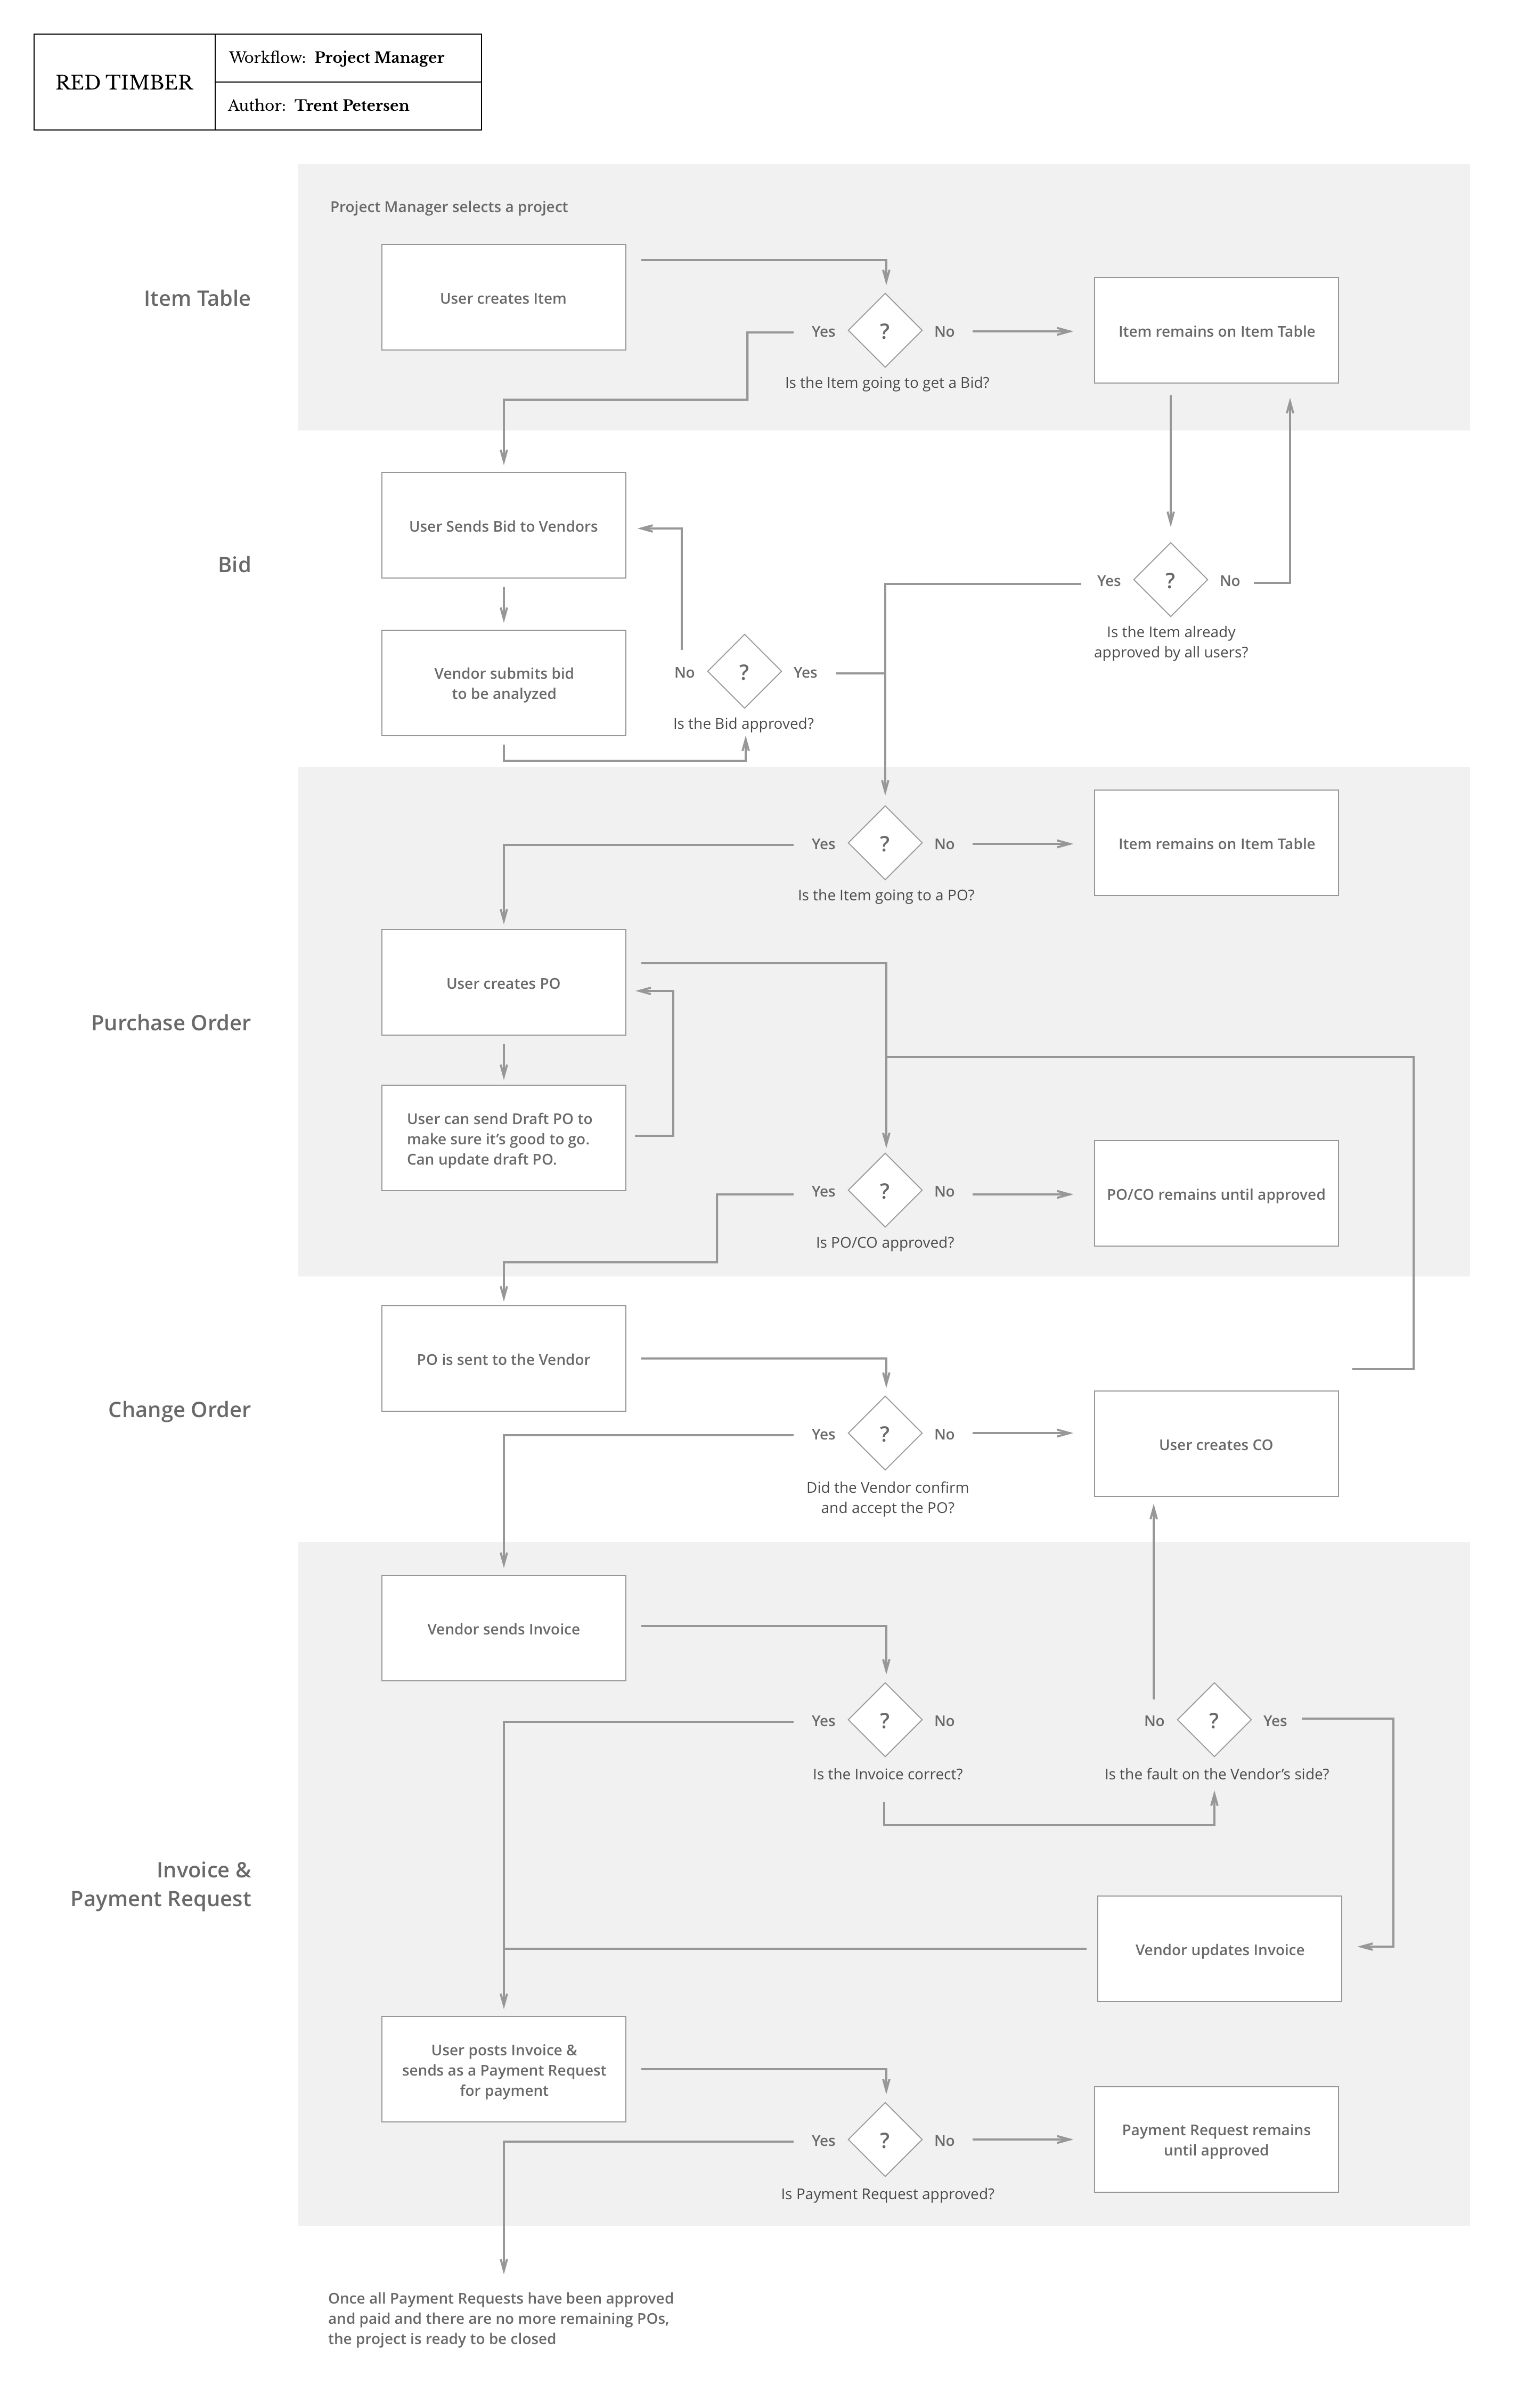 RED TIMBER
Workflow: Project Manager
Author: Trent Petersen
Project Manager selects a project
Item Table
User creates Item
Yes
?
No
Is the Item going to get a Bid?
Item remains on Item Table
Bid
User Sends Bid to Vendors
Yes
?
No
Is the Item already
approved by all users?
Vendor submits bid
to be analyzed
No
?
Yes
Is the Bid approved?
Yes
?
No
Is the Item going to a PO?
Item remains on Item Table
Purchase Order
User creates PO
User can send Draft PO to
make sure it's good to go.
Can update draft PO.
Yes
?
No
Is PO/CO approved?
PO/CO remains until approved
Change Order
PO is sent to the Vendor
Yes
?
No
Did the Vendor confirm
and accept the PO?
User creates CO
Invoice &
Payment Request
Vendor sends Invoice
Yes
?
No
Is the Invoice correct?
No
?
Yes
Is the fault on the Vendor's side?
Vendor updates Invoice
User posts Invoice &
sends as a Payment Request
for payment
Yes
?
No
Is Payment Request approved?
Payment Request remains
until approved
Once all Payment Requests have been approved
and paid and there are no more remaining POs,
the project is ready to be closed